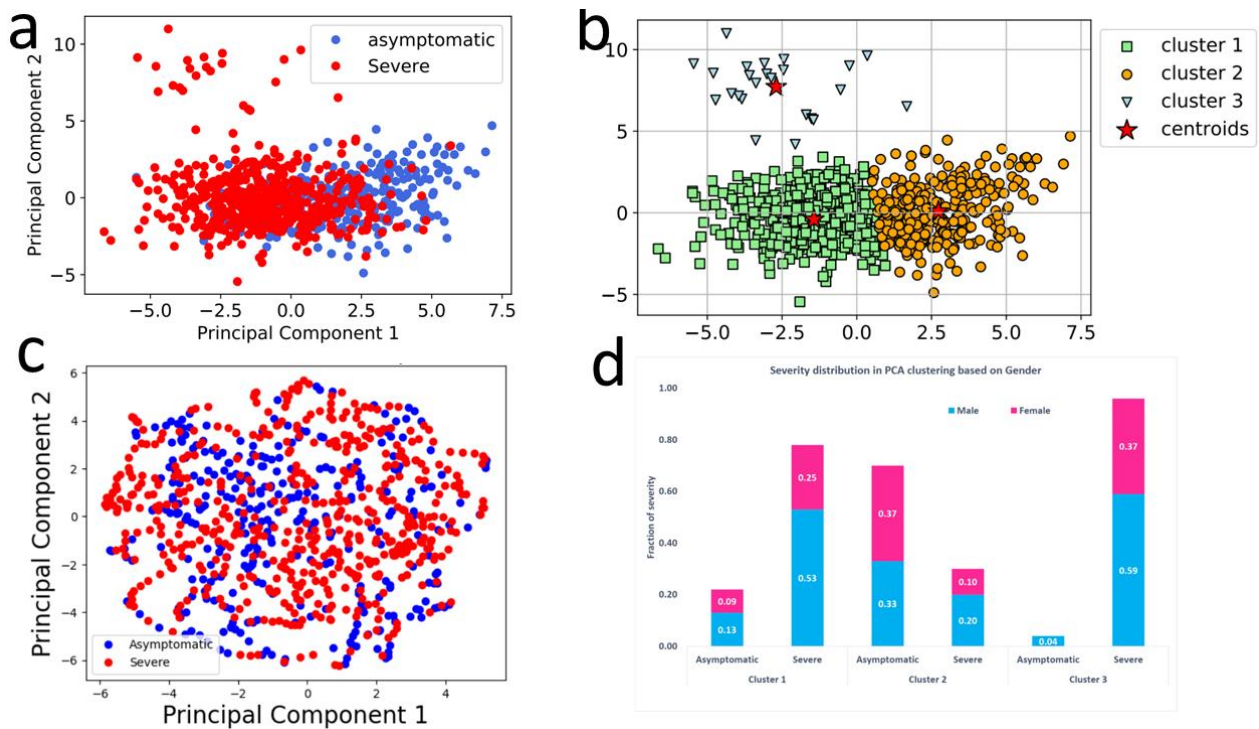 a
10
5
0
−5
−5.0
−2.5
0.0
2.5
5.0
7.5
Principal Component 2
Principal Component 1
asymptomatic
Severe
b
10
5
0
−5
−5.0
−2.5
0.0
2.5
5.0
7.5
cluster 1
cluster 2
cluster 3
centroids
c
6
4
2
0
−2
−4
−6
−6
−4
−2
0
2
4
Principal Component 2
Principal Component 1
Asymptomatic
Severe
d
Severity distribution in PCA clustering based on Gender
Male
Female
Fraction of severity
1.00
0.80
0.60
0.40
0.20
0.00
0.09
0.13
0.25
0.53
0.37
0.33
0.10
0.20
0.04
0.37
0.59
Asymptomatic
Severe
Asymptomatic
Severe
Asymptomatic
Severe
Cluster 1
Cluster 2
Cluster 3